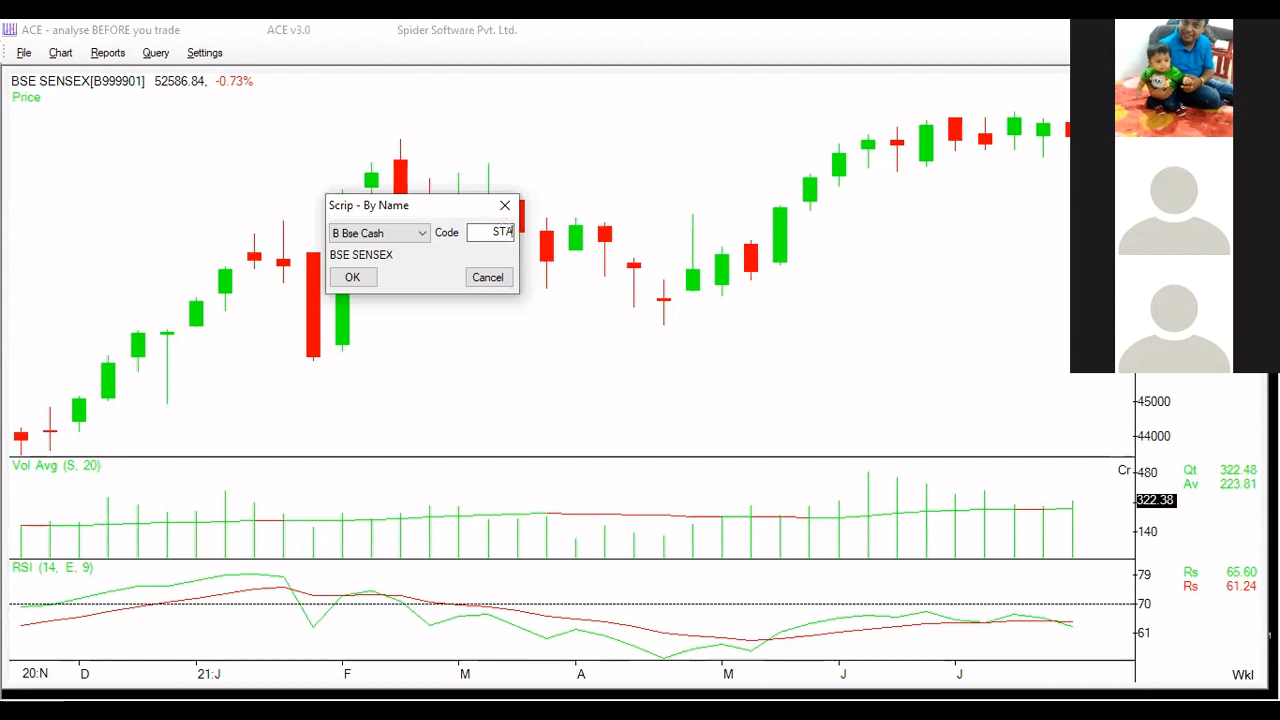 ACE - analyse BEFORE you trade ACE v3.0 Spider Software Pvt. Ltd.
File Chart Reports Query Settings
BSE SENSEX[B999901] 52586.84, -0.73%
Price
Scrip - By Name
B Bse Cash Code STA
BSE SENSEX
OK Cancel
45000
44000
Vol Avg (S, 20)
Cr 480 Qt 322.48
Av 223.81
322.38
140
RSI (14, E, 9)
79 Rs 65.60
Rs 61.24
70
61
20:N D 21:J F M A M J J Wkl